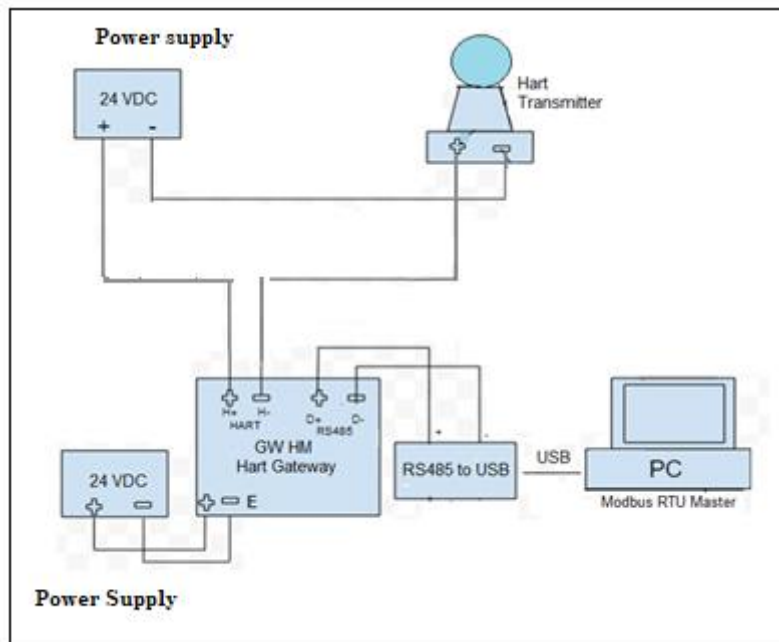 Power supply
24 VDC
+ -
Hart
Transmitter
+ -
H+ H- D+ D-
HART RS485
GW HM
Hart Gateway
+ -
RS485 to USB
USB
PC
Modbus RTU Master
24 VDC
+ -
+ - E
Power Supply